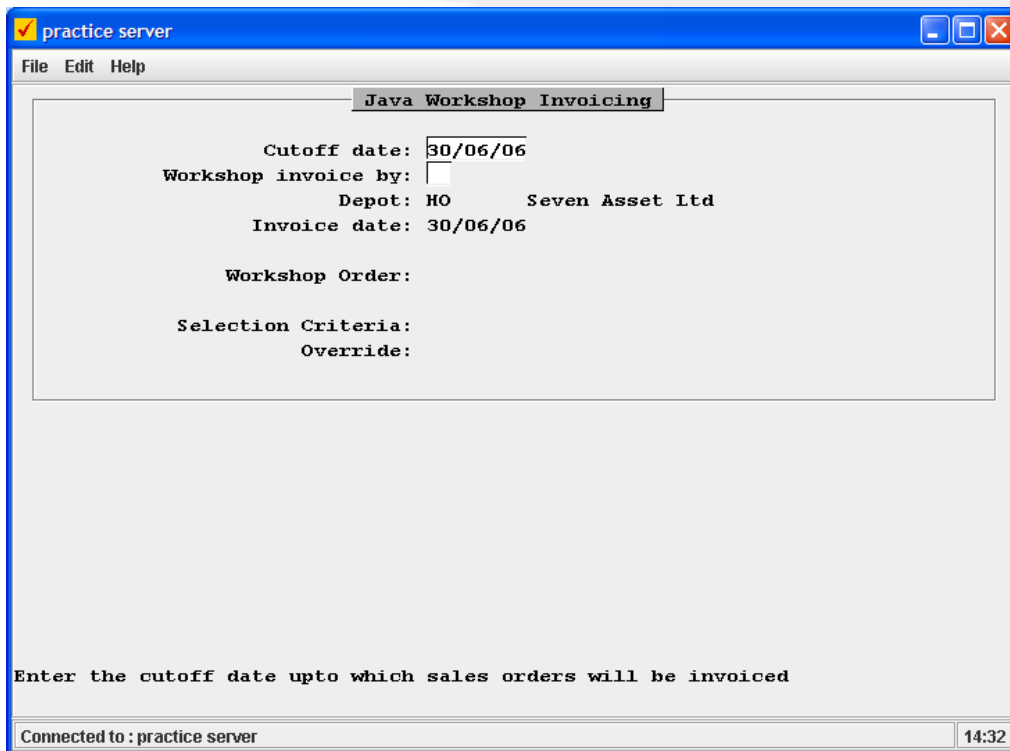 practice server
File Edit Help
Java Workshop Invoicing
Cutoff date: 30/06/06
Workshop invoice by:
Depot: HO Seven Asset Ltd
Invoice date: 30/06/06
Workshop Order:
Selection Criteria:
Override:
Enter the cutoff date upto which sales orders will be invoiced
Connected to : practice server 14:32